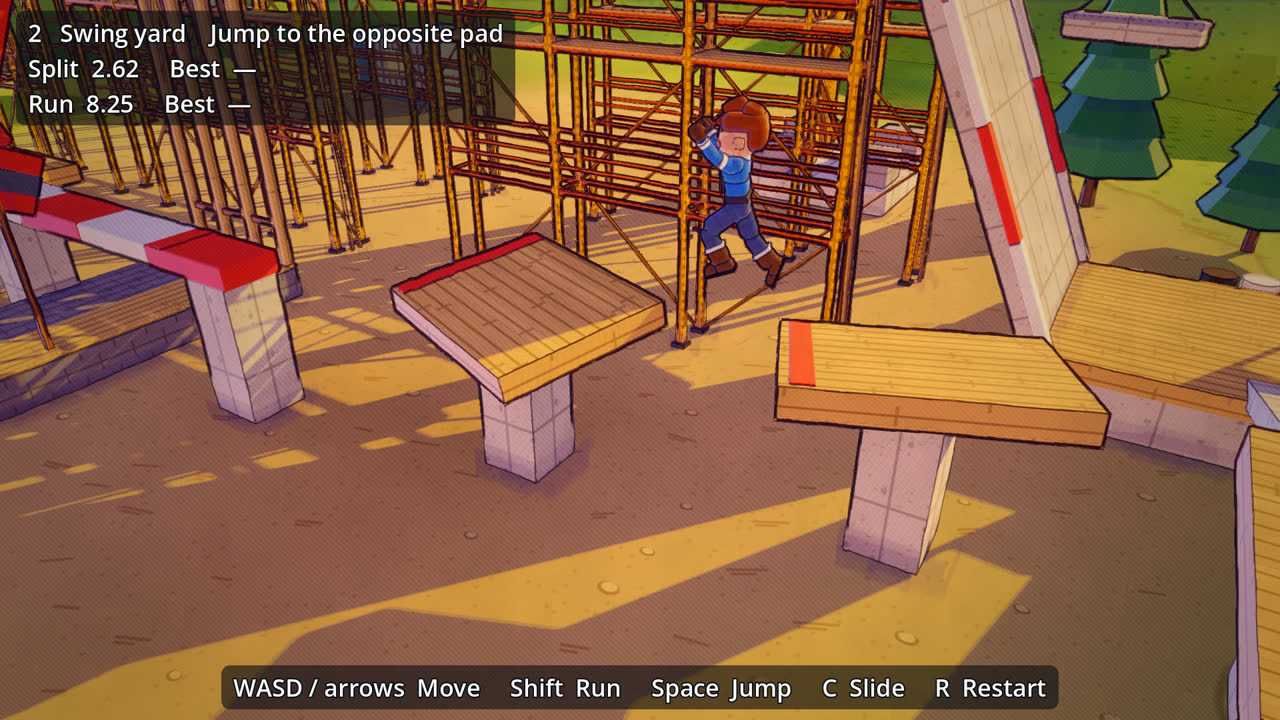 2 Swing yard Jump to the opposite pad
Split 2.62 Best —
Run 8.25 Best —
WASD / arrows Move Shift Run Space Jump C Slide R Restart